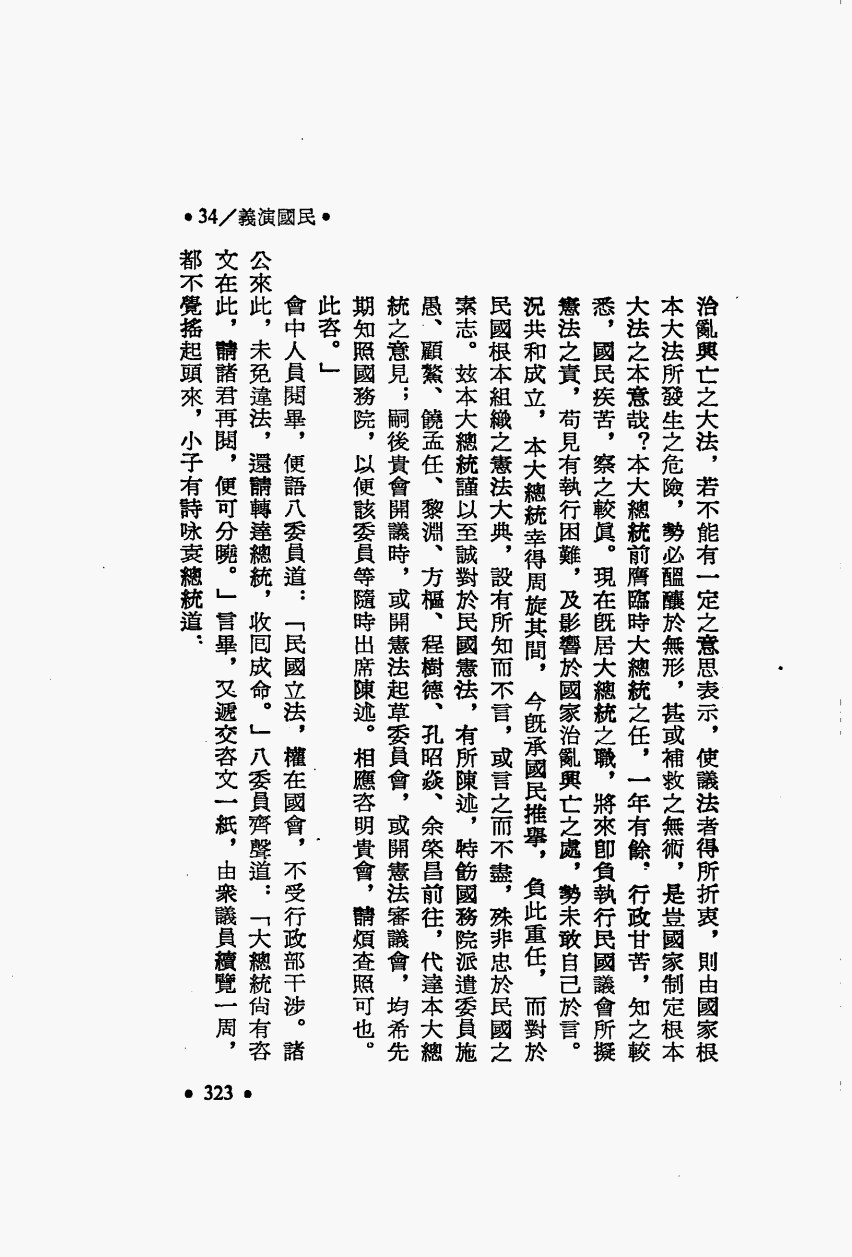 •34／義演國民•
治亂興亡之大法，若不能有一定之意思表示，使議法者得所折衷，則由國家根
本大法所發生之危險，勢必醞釀於無形，甚或補救之無術，是豈國家制定根本
大法之本意哉？本大總統前膺臨時大總統之任，一年有餘，行政甘苦，知之較
悉，國民疾苦，察之較眞。現在旣居大總統之職，將來卽負執行民國議會所擬
憲法之責，苟見有執行困難，及影響於國家治亂興亡之處，勢未敢自已於言。
況共和成立，本大總統幸得周旋其間，今旣承國民推擧，負此重任，而對於
民國根本組織之憲法大典，設有所知而不言，或言之而不盡，殊非忠於民國之
素志。玆本大總統謹以至誠對於民國憲法，有所陳述，特飭國務院派遣委員施
愚、顧鰲、饒孟任、黎淵、方樞、程樹德、孔昭焱、余棨昌前往，代達本大總
統之意見；嗣後貴會開議時，或開憲法起草委員會，或開憲法審議會，均希先
期知照國務院，以便該委員等隨時出席陳述。相應咨明貴會，請煩査照可也。
此咨。」
會中人員閱畢，便語八委員道：「民國立法，權在國會，不受行政部干涉。諸
公來此，未免違法，還請轉達總統，收囘成命。」八委員齊聲道：「大總統尙有咨
文在此，請諸君再閱，便可分曉。」言畢，又遞交咨文一紙，由衆議員續覽一周，
都不覺搖起頭來，小子有詩咏袁總統道：
•323•